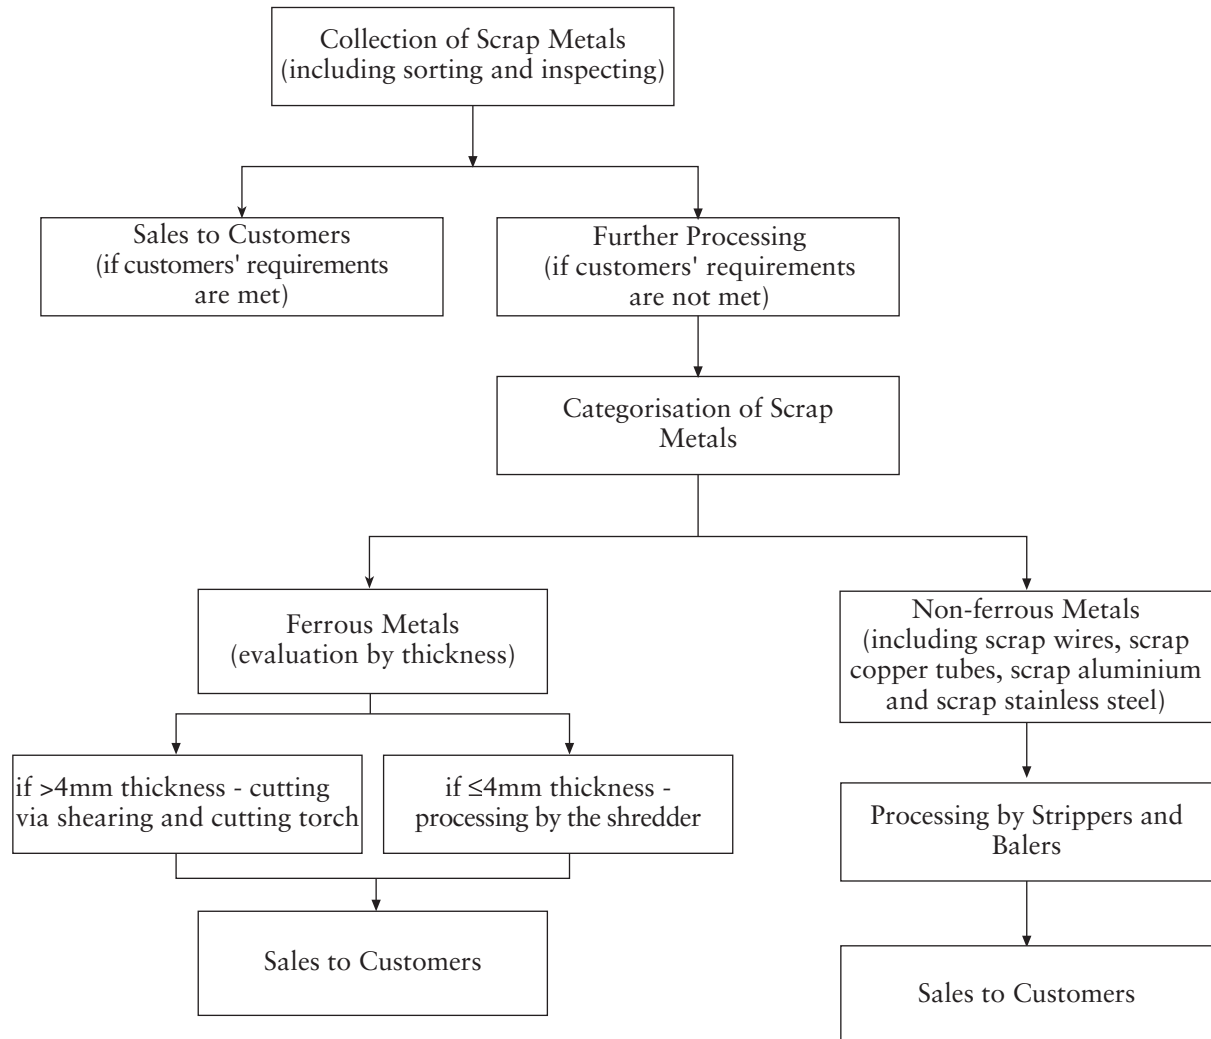 Collection of Scrap Metals
(including sorting and inspecting)
Sales to Customers
(if customers' requirements
are met)
Further Processing
(if customers' requirements
are not met)
Categorisation of Scrap
Metals
Ferrous Metals
(evaluation by thickness)
Non-ferrous Metals
(including scrap wires, scrap
copper tubes, scrap aluminium
and scrap stainless steel)
if >4mm thickness - cutting
via shearing and cutting torch
if ≤4mm thickness -
processing by the shredder
Processing by Strippers and
Balers
Sales to Customers
Sales to Customers